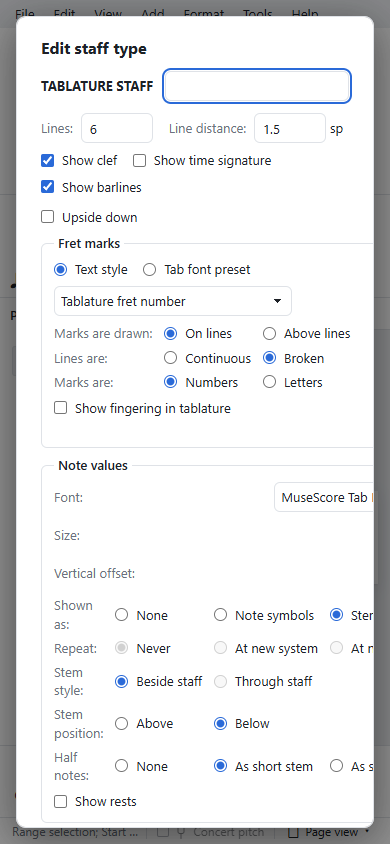 File Edit View Add Format Tools Help
Edit staff type
TABLATURE STAFF
Lines: 6 Line distance: 1.5 sp
Show clef Show time signature
Show barlines
Upside down
Fret marks
Text style Tab font preset
Tablature fret number
Marks are drawn: On lines Above lines
Lines are: Continuous Broken
Marks are: Numbers Letters
Show fingering in tablature
Note values
Font: MuseScore Tab
Size:
Vertical offset:
Shown as: None Note symbols
Repeat: Never At new system At
Stem style: Beside staff Through staff
Stem position: Above Below
Half notes: None As short stem As
Show rests
Range selection; Start ... Concert pitch Page view